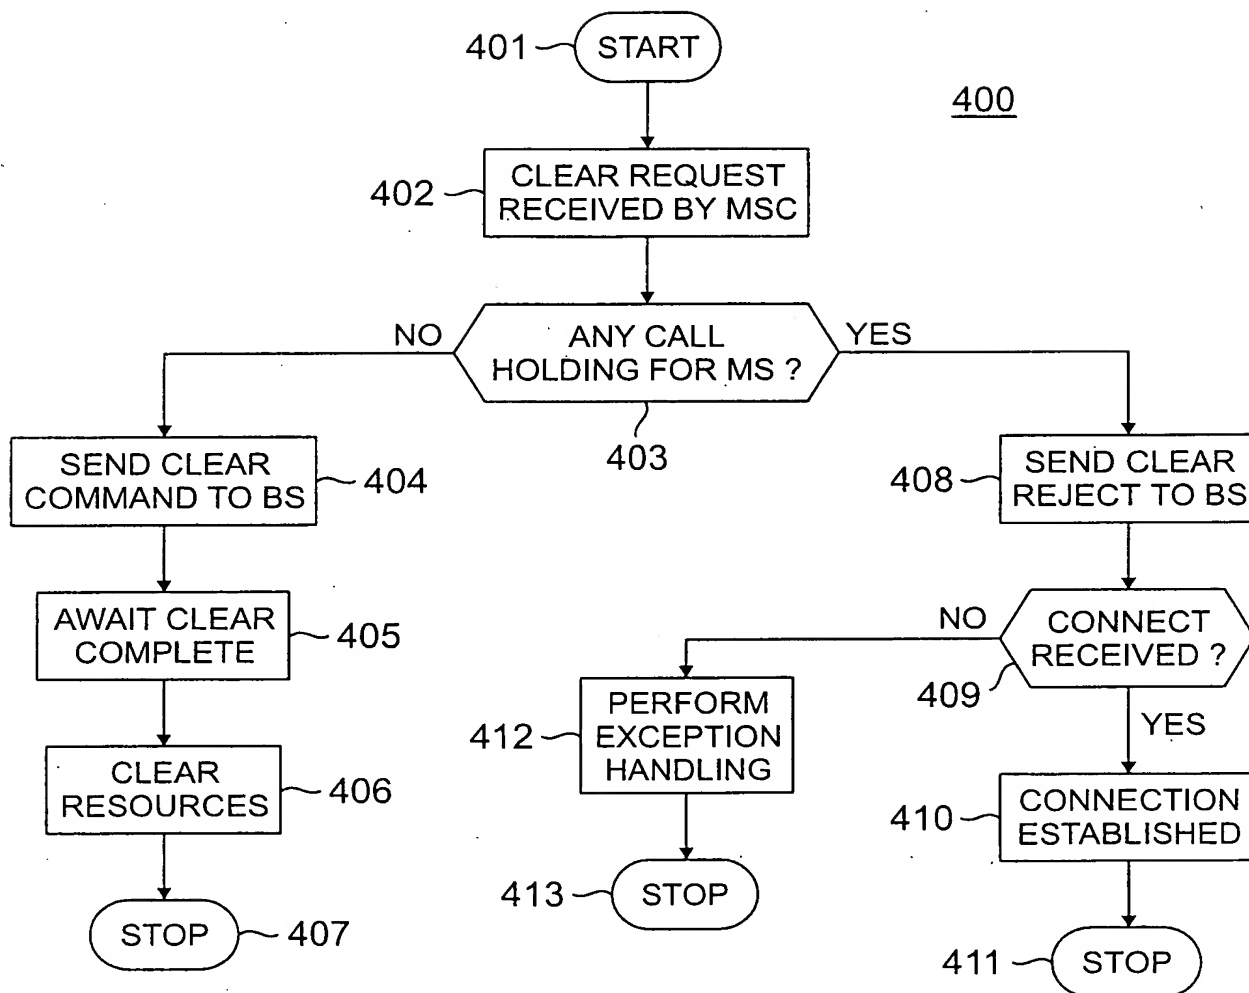 401
START
400
402
CLEAR REQUEST
RECEIVED BY MSC
NO
ANY CALL
HOLDING FOR MS ?
YES
403
SEND CLEAR
COMMAND TO BS
404
408
SEND CLEAR
REJECT TO BS
AWAIT CLEAR
COMPLETE
405
NO
CONNECT
RECEIVED ?
409
YES
412
PERFORM
EXCEPTION
HANDLING
CLEAR
RESOURCES
406
410
CONNECTION
ESTABLISHED
413
STOP
STOP
407
411
STOP